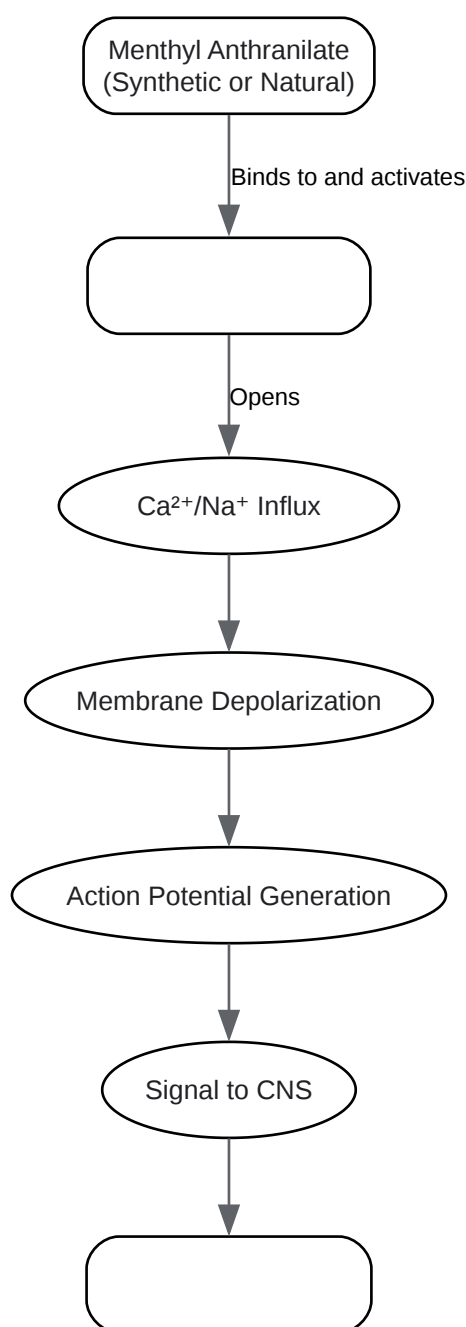 Menthyl Anthranilate
(Synthetic or Natural)
Binds to and activates
Opens
Ca²⁺/Na⁺ Influx
Membrane Depolarization
Action Potential Generation
Signal to CNS